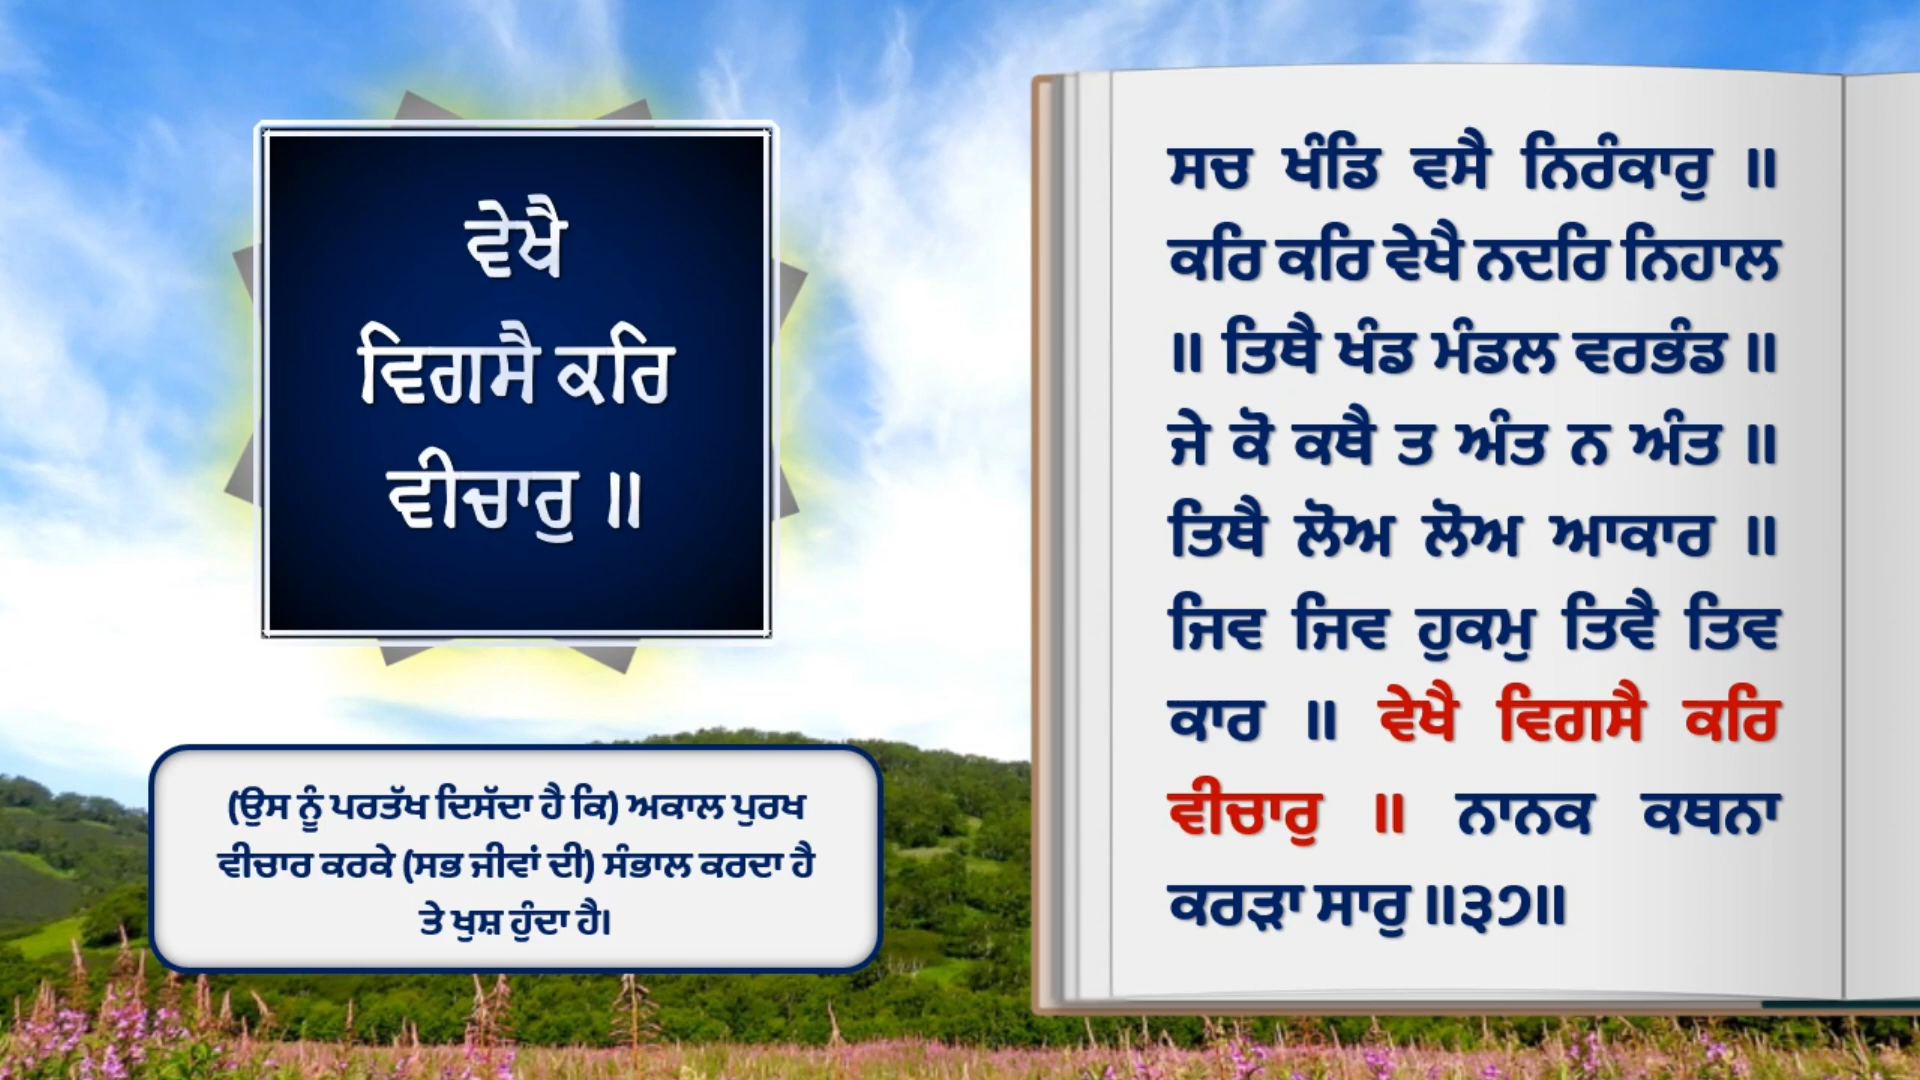 ਵੇਖੈ
ਵਿਗਸੈ ਕਰਿ
ਵੀਚਾਰੁ ॥
(ਉਸ ਨੂੰ ਪਰਤੱਖ ਦਿਸੱਦਾ ਹੈ ਕਿ) ਅਕਾਲ ਪੁਰਖ
ਵੀਚਾਰ ਕਰਕੇ (ਸਭ ਜੀਵਾਂ ਦੀ) ਸੰਭਾਲ ਕਰਦਾ ਹੈ
ਤੇ ਖੁਸ਼ ਹੁੰਦਾ ਹੈ।
ਸਚ ਖੰਡਿ ਵਸੈ ਨਿਰੰਕਾਰੁ ॥
ਕਰਿ ਕਰਿ ਵੇਖੈ ਨਦਰਿ ਨਿਹਾਲ
॥ ਤਿਥੈ ਖੰਡ ਮੰਡਲ ਵਰਭੰਡ ॥
ਜੇ ਕੋ ਕਥੈ ਤ ਅੰਤ ਨ ਅੰਤ ॥
ਤਿਥੈ ਲੋਅ ਲੋਅ ਆਕਾਰ ॥
ਜਿਵ ਜਿਵ ਹੁਕਮੁ ਤਿਵੈ ਤਿਵ
ਕਾਰ ॥ ਵੇਖੈ ਵਿਗਸੈ ਕਰਿ
ਵੀਚਾਰੁ ॥ ਨਾਨਕ ਕਥਨਾ
ਕਰੜਾ ਸਾਰੁ ॥੩੭॥